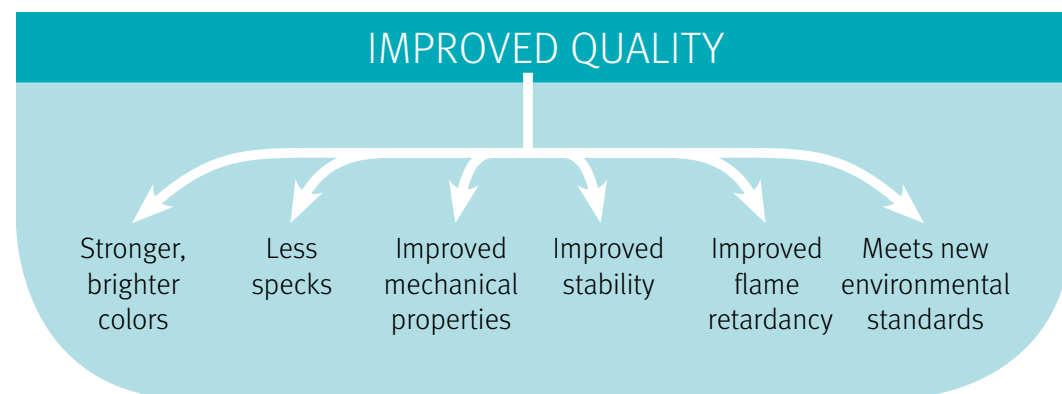 IMPROVED QUALITY
Stronger,
brighter
colors
Less
specks
Improved
mechanical
properties
Improved
stability
Improved
flame
retardancy
Meets new
environmental
standards